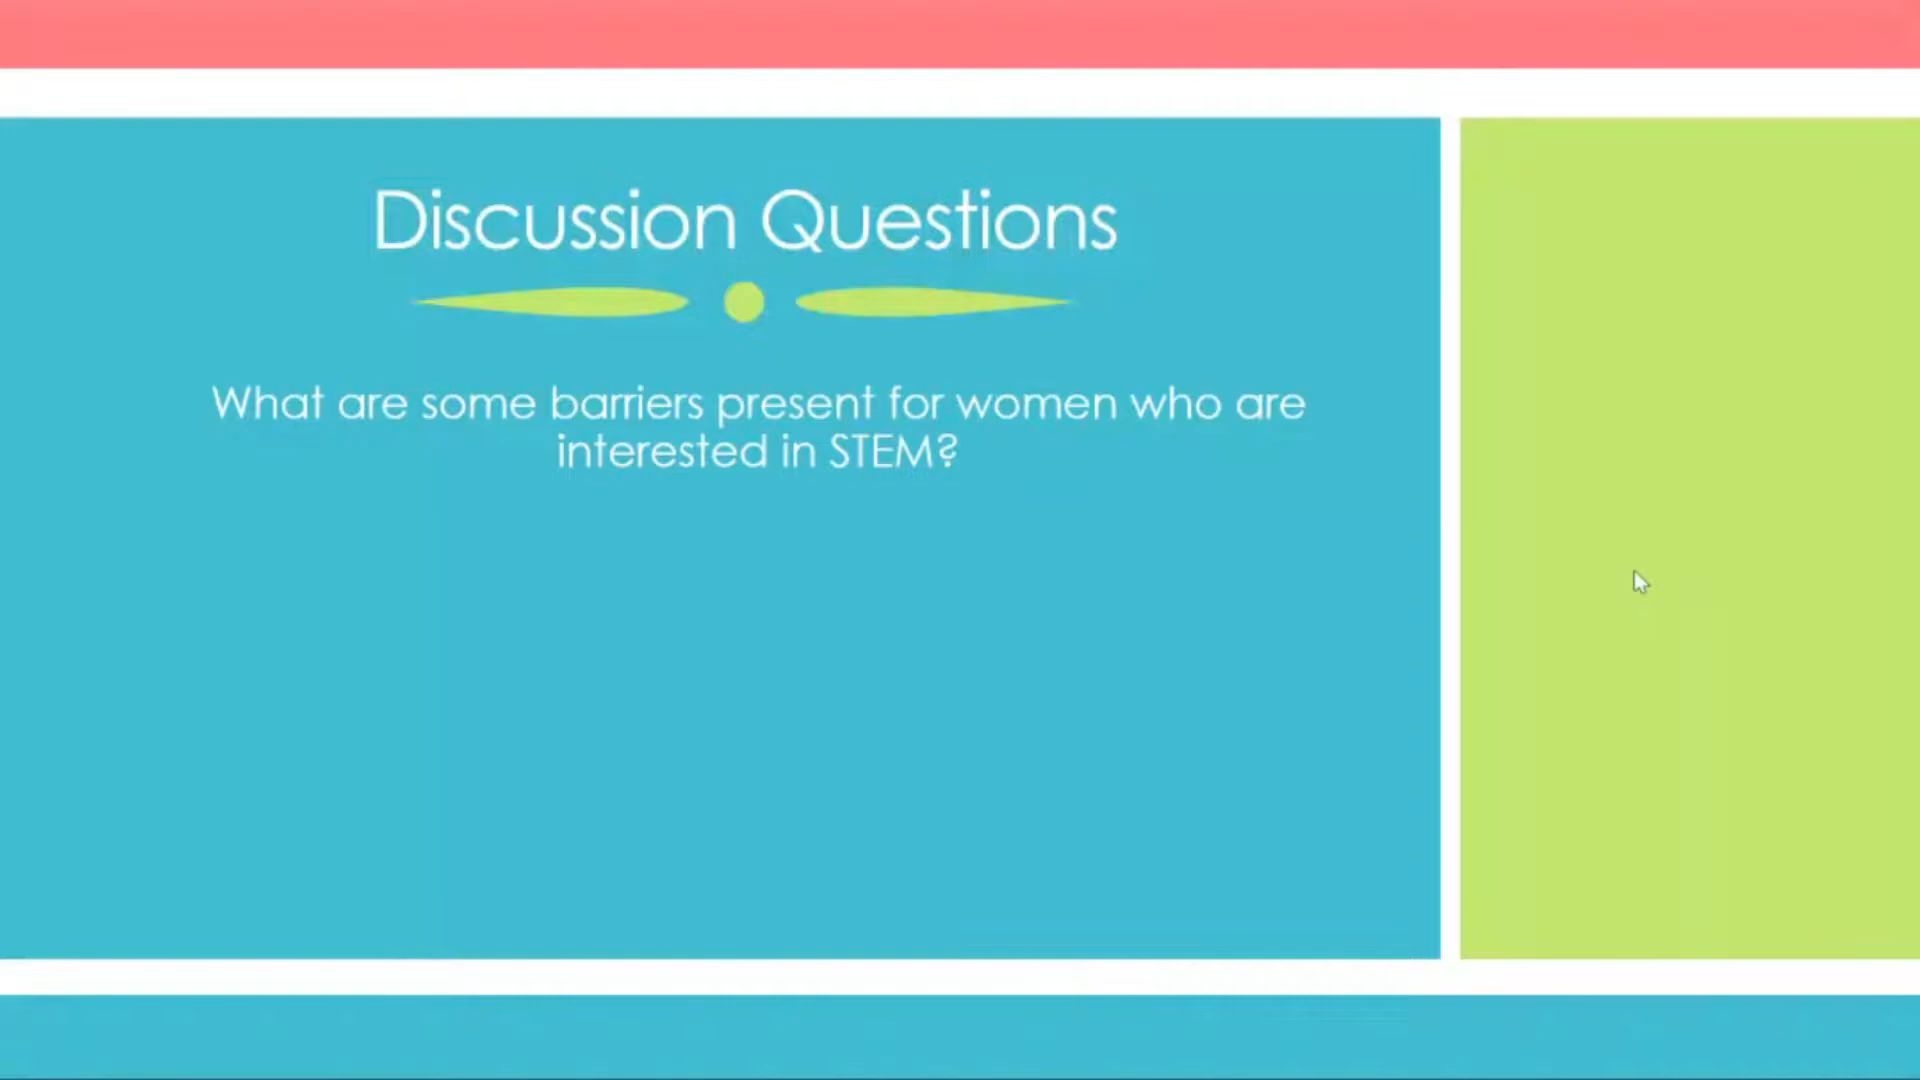 Discussion Questions
What are some barriers present for women who are
interested in STEM?